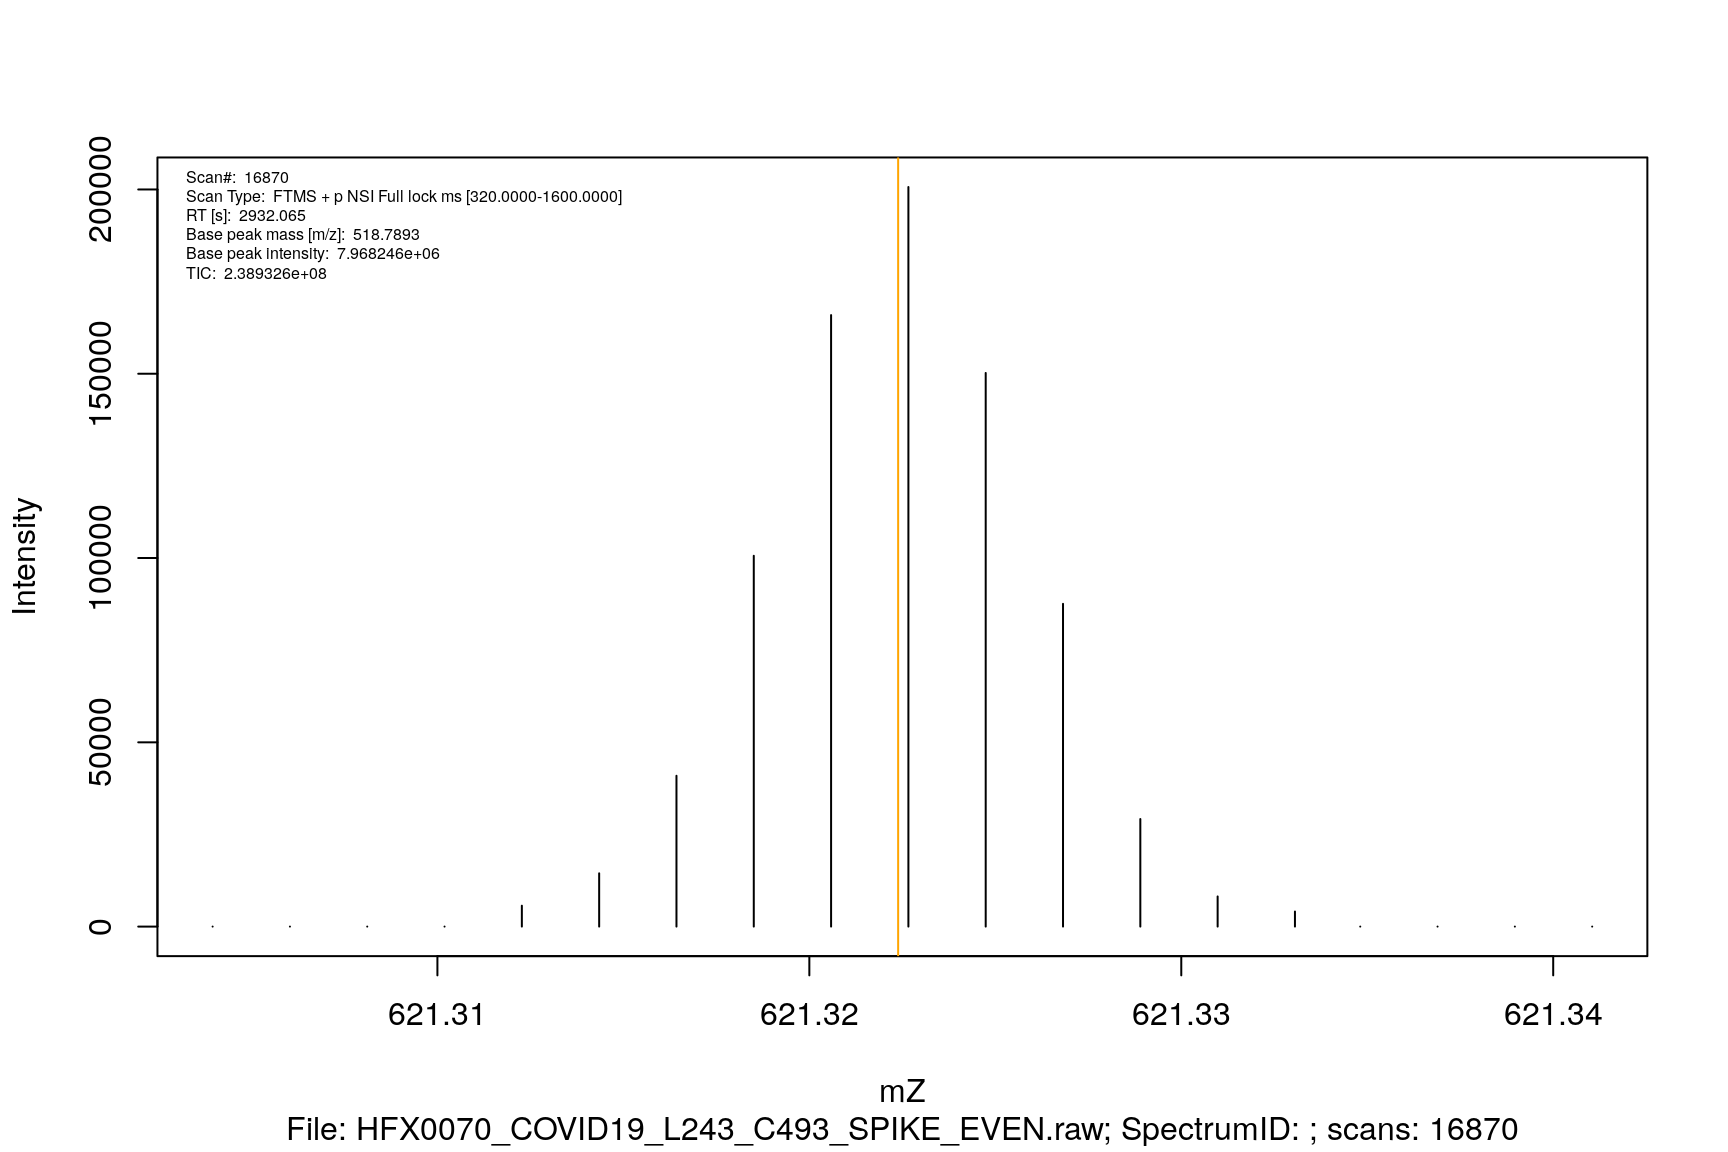 Scan#: 16870
Scan Type: FTMS + p NSI Full lock ms [320.0000-1600.0000]
RT [s]: 2932.065
Base peak mass [m/z]: 518.7893
Base peak intensity: 7.968246e+06
TIC: 2.389326e+08
200000
150000
100000
50000
0
Intensity
621.31 621.32 621.33 621.34
mZ
File: HFX0070_COVID19_L243_C493_SPIKE_EVEN.raw; SpectrumID: ; scans: 16870